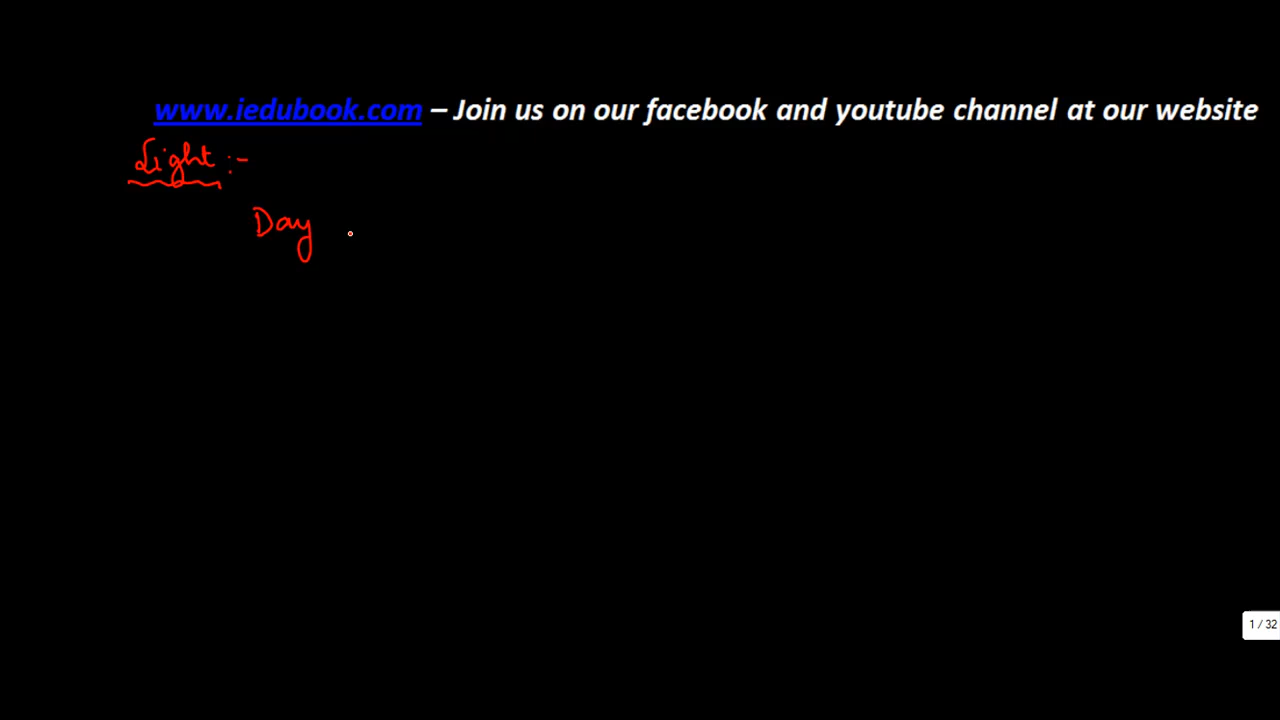 www.iedubook.com – Join us on our facebook and youtube channel at our website
Light :-
Day
1 / 32